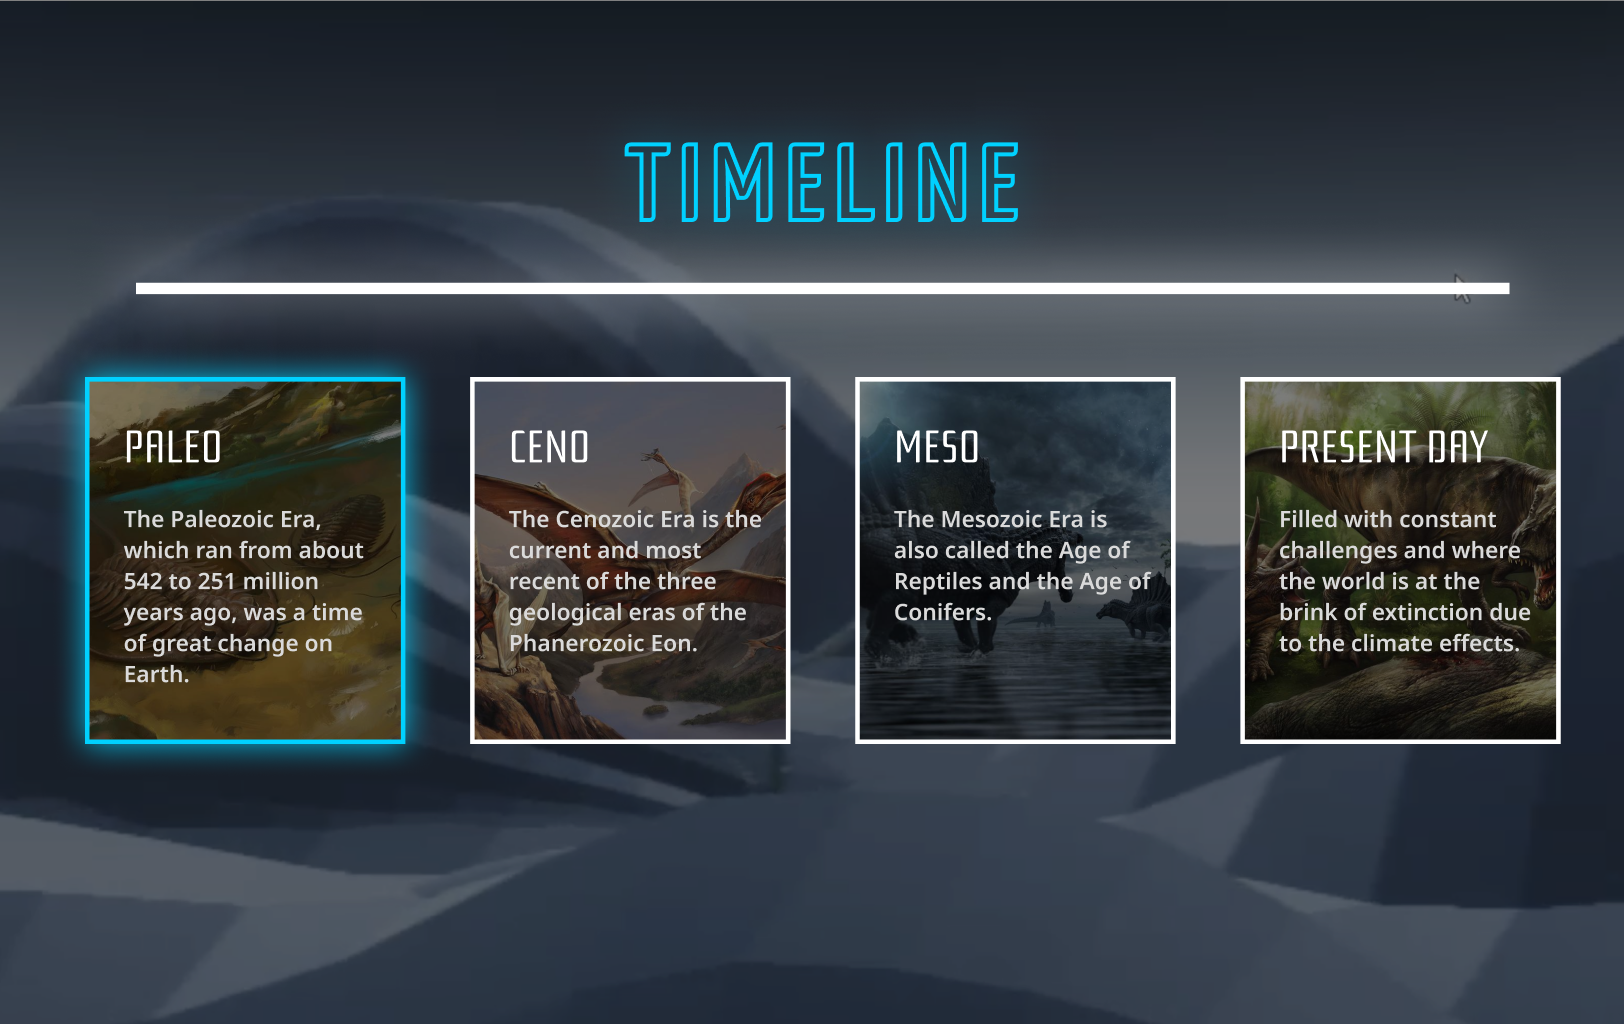 TIMELINE
PALEO
The Paleozoic Era,
which ran from about
542 to 251 million
years ago, was a time
of great change on
Earth.
CENO
The Cenozoic Era is the
current and most
recent of the three
geological eras of the
Phanerozoic Eon.
MESO
The Mesozoic Era is
also called the Age of
Reptiles and the Age of
Conifers.
PRESENT DAY
Filled with constant
challenges and where
the world is at the
brink of extinction due
to the climate effects.